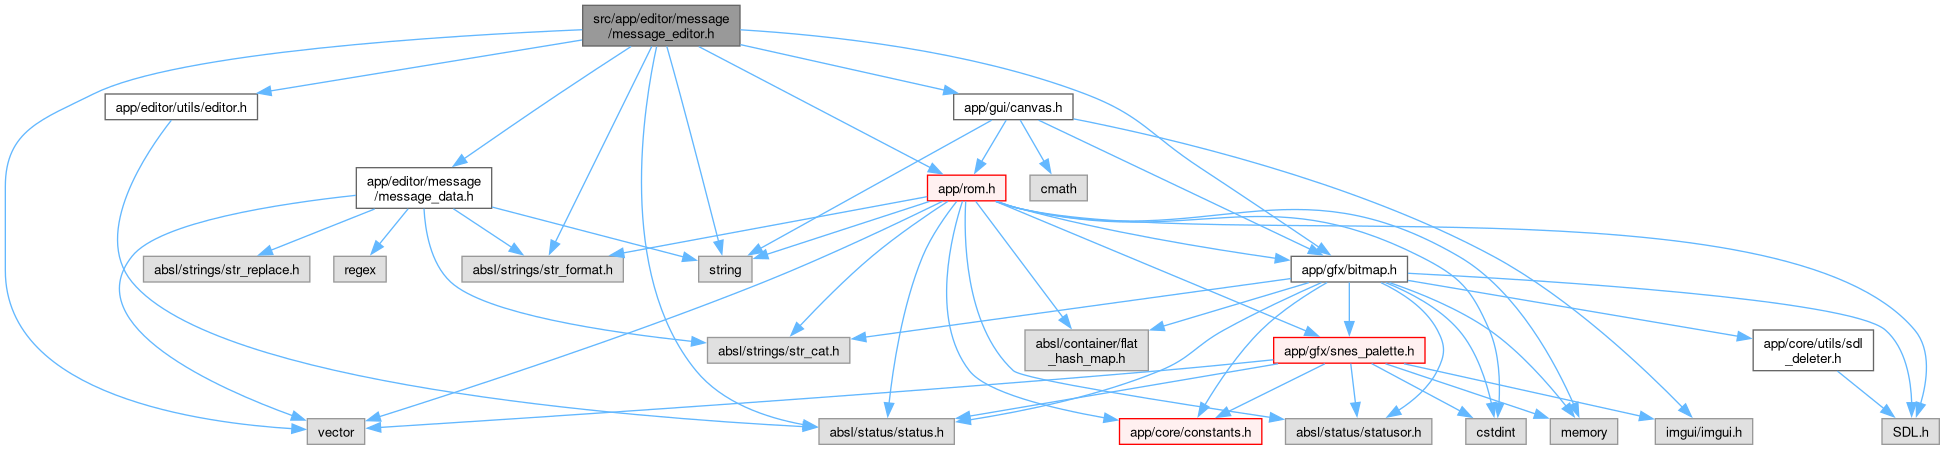 src/app/editor/message
/message_editor.h
app/editor/utils/editor.h
app/gui/canvas.h
app/editor/message
/message_data.h
app/rom.h
cmath
absl/strings/str_replace.h
regex
absl/strings/str_format.h
string
app/gfx/bitmap.h
absl/strings/str_cat.h
absl/container/flat
_hash_map.h
app/gfx/snes_palette.h
app/core/utils/sdl
_deleter.h
vector
absl/status/status.h
app/core/constants.h
absl/status/statusor.h
cstdint
memory
imgui/imgui.h
SDL.h